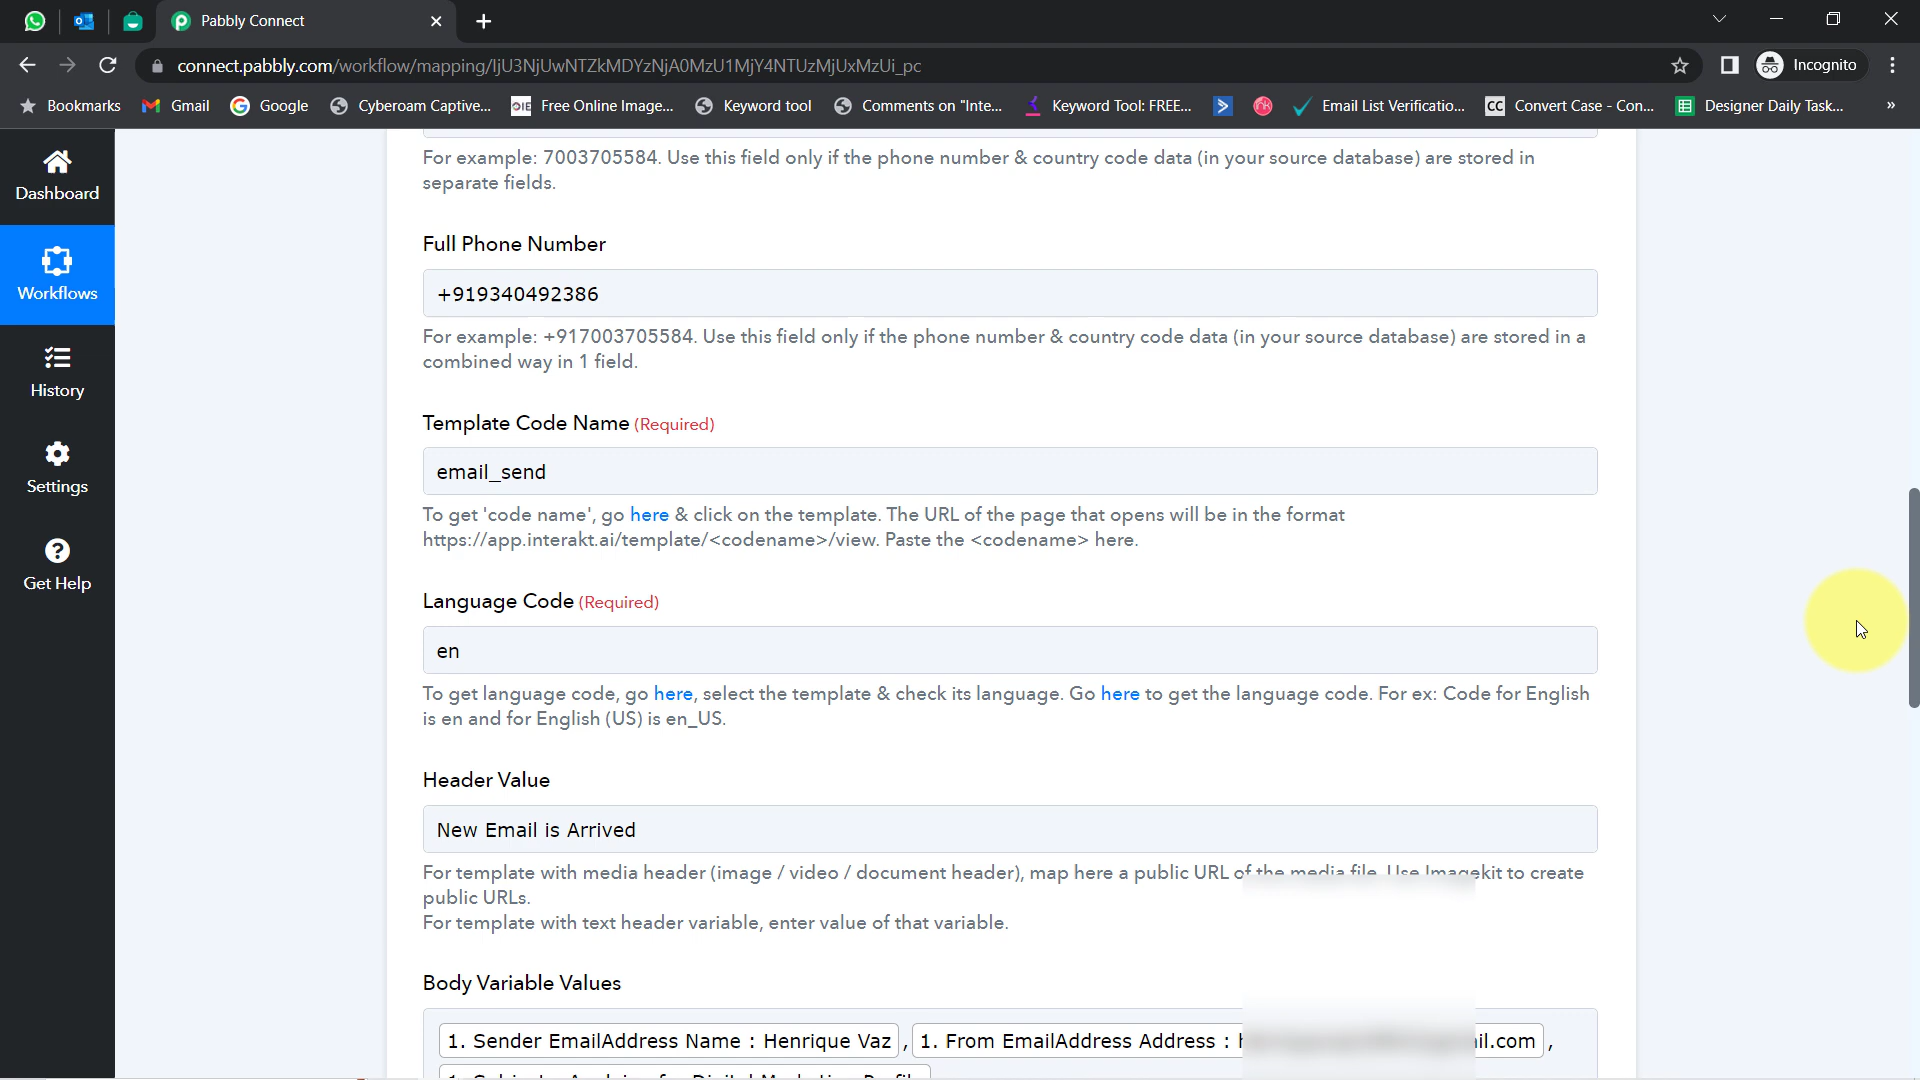 Pabbly Connect
connect.pabbly.com/workflow/mapping/IjU3NjUwNTZkMDYzNjA0MzU1MjY4NTUzMjUxMzUi_pc
Incognito
Bookmarks
Gmail
Google
Cyberoam Captive...
OIE
Free Online Image...
Keyword tool
Comments on "Inte...
Keyword Tool: FREE...
Email List Verificatio...
CC
Convert Case - Con...
Designer Daily Task...
»
Dashboard
Workflows
History
Settings
Get Help
For example: 7003705584. Use this field only if the phone number & country code data (in your source database) are stored in
separate fields.
Full Phone Number
+919340492386
For example: +917003705584. Use this field only if the phone number & country code data (in your source database) are stored in a
combined way in 1 field.
Template Code Name (Required)
email_send
To get 'code name', go here & click on the template. The URL of the page that opens will be in the format
https://app.interakt.ai/template/<codename>/view. Paste the <codename> here.
Language Code (Required)
en
To get language code, go here, select the template & check its language. Go here to get the language code. For ex: Code for English
is en and for English (US) is en_US.
Header Value
New Email is Arrived
For template with media header (image / video / document header), map here a public URL of the media file. Use Imagekit to create
public URLs.
For template with text header variable, enter value of that variable.
Body Variable Values
1. Sender EmailAddress Name : Henrique Vaz , 1. From EmailAddress Address : il.com ,